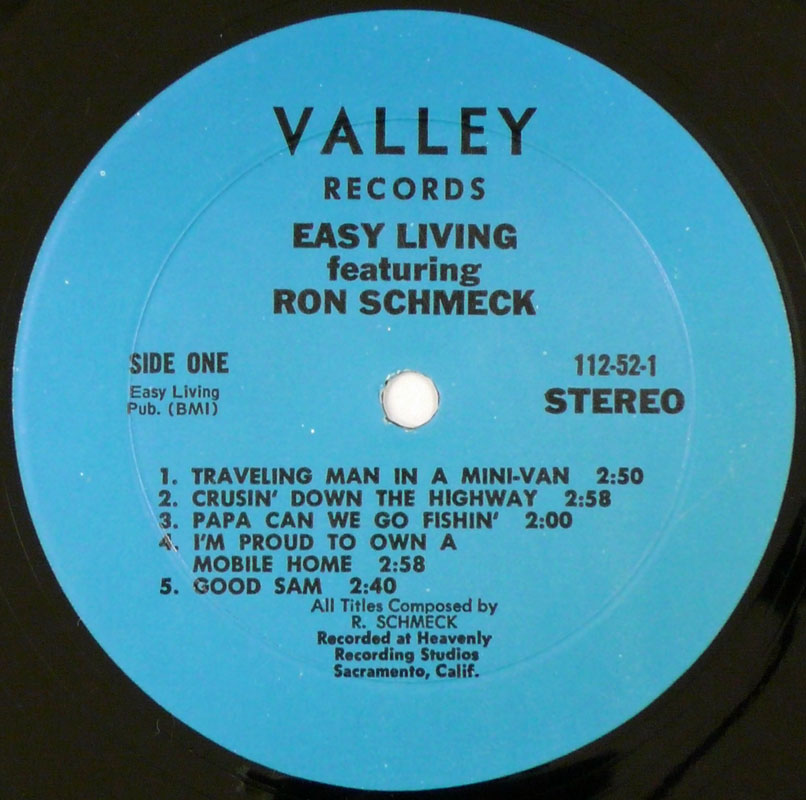 VALLEY
RECORDS
EASY LIVING
featuring
RON SCHMECK
SIDE ONE
Easy Living
Pub. (BMI)
112-52-1
STEREO
1. TRAVELING MAN IN A MINI-VAN 2:50
2. CRUSIN' DOWN THE HIGHWAY 2:58
3. PAPA CAN WE GO FISHIN' 2:00
4. I'M PROUD TO OWN A
MOBILE HOME 2:58
5. GOOD SAM 2:40
All Titles Composed by
R. SCHMECK
Recorded at Heavenly
Recording Studios
Sacramento, Calif.